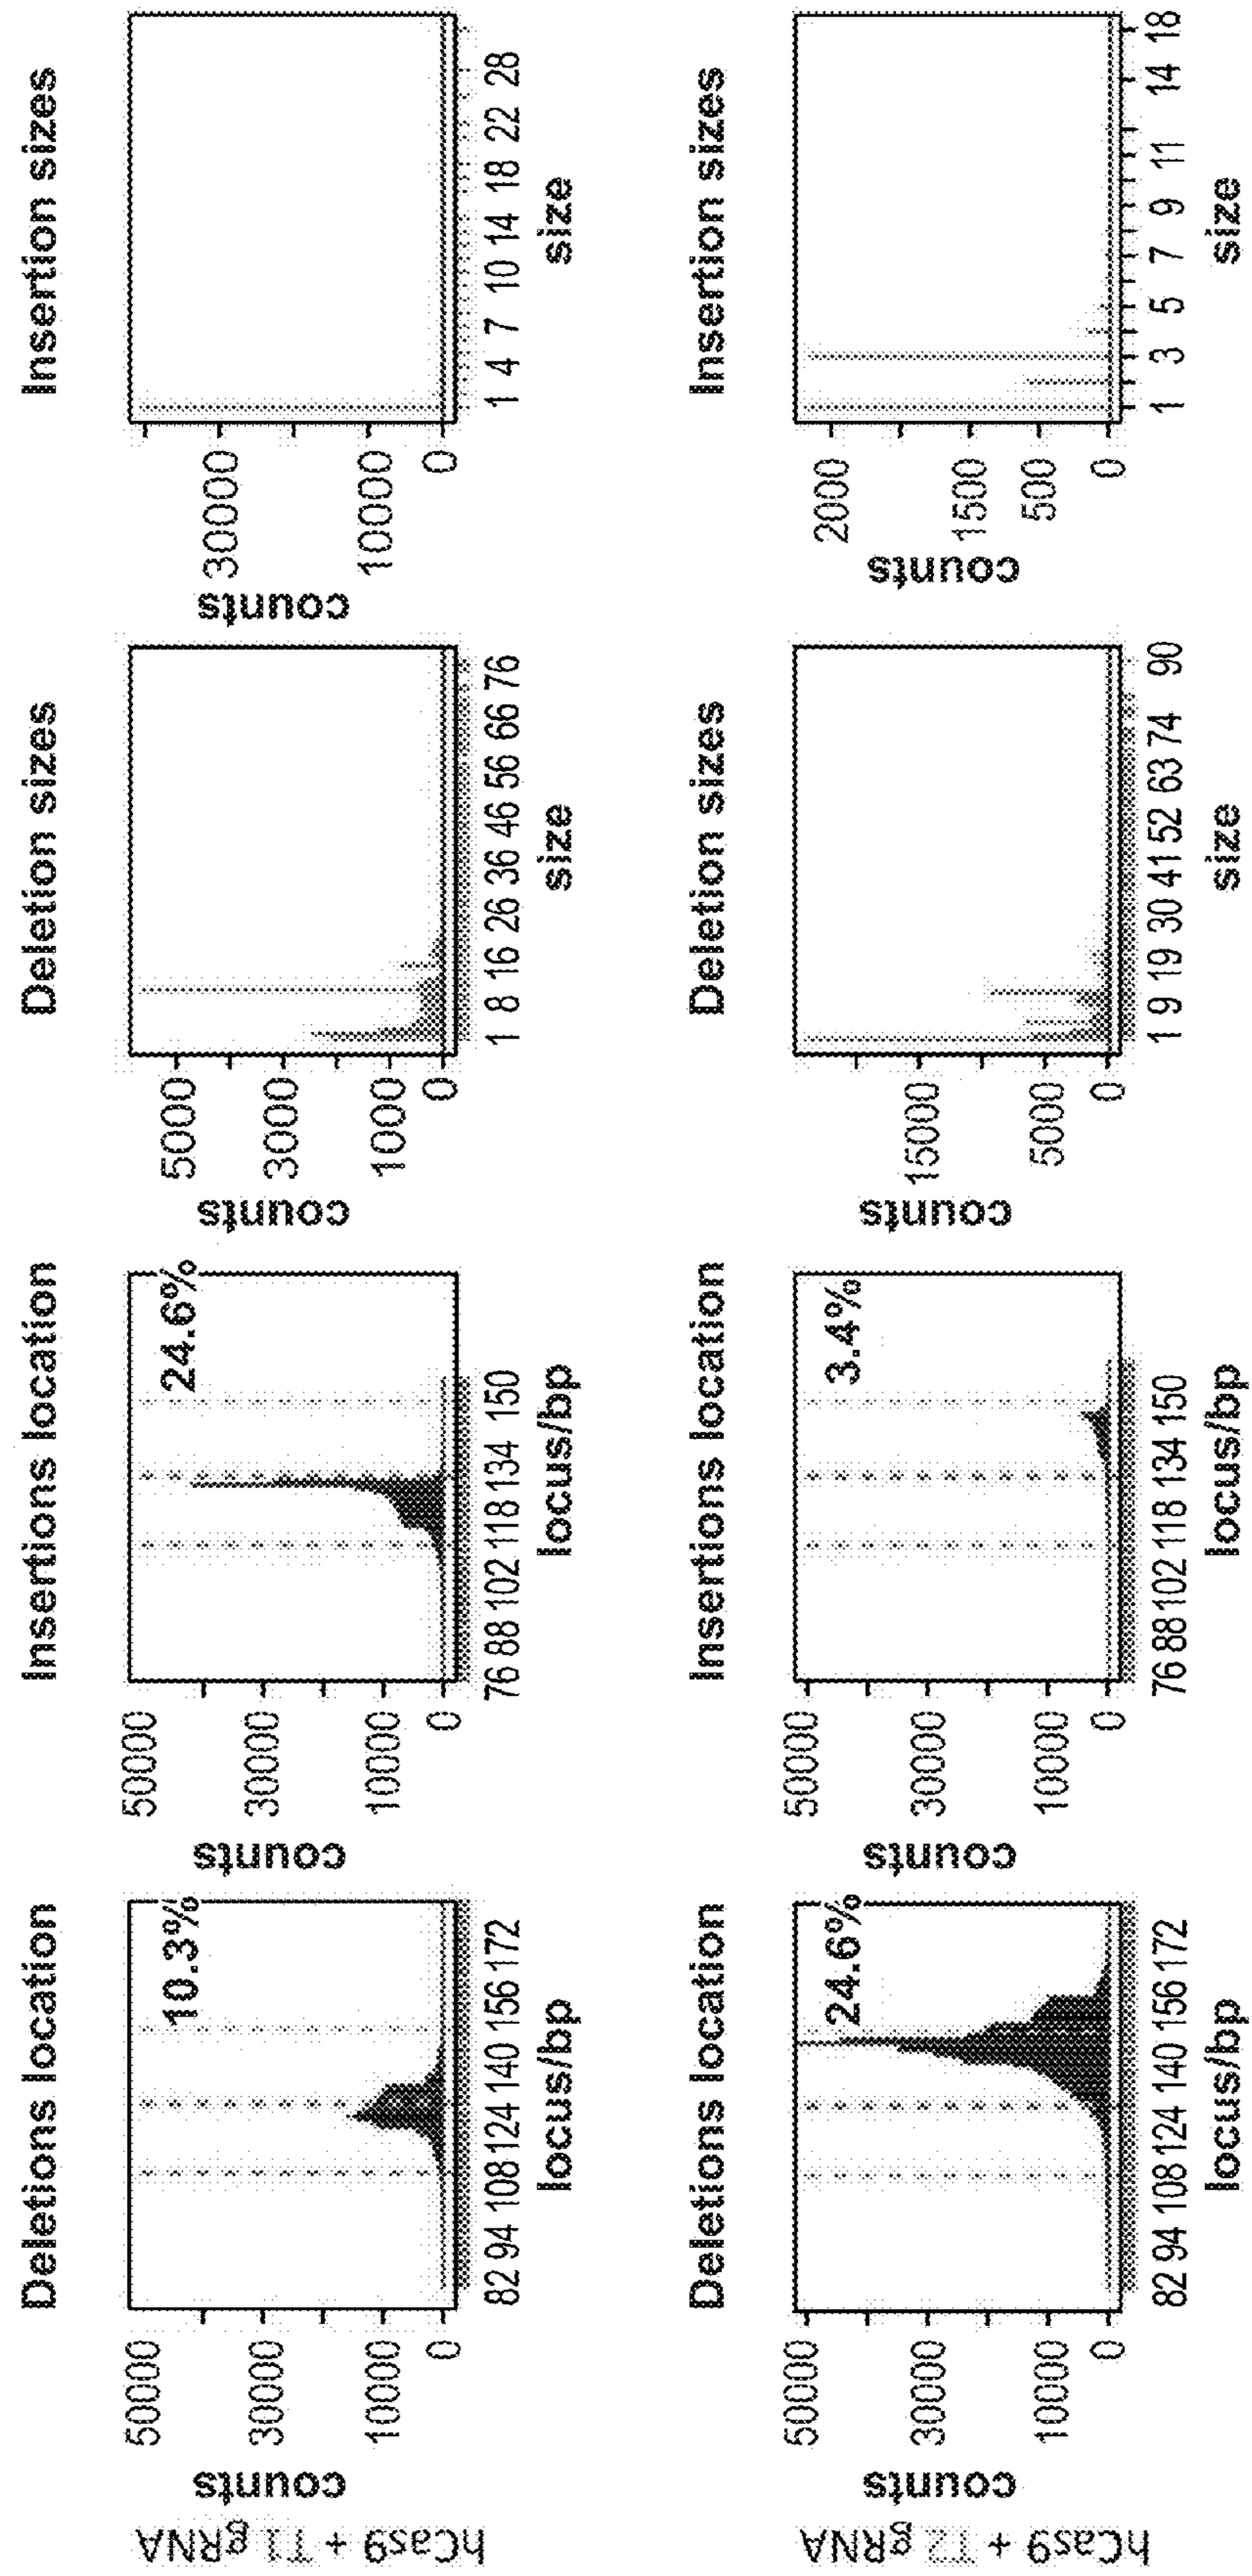 hCas9 + T1 gRNA
Deletions location
10.3%
counts
50000
30000
10000
0
82 94 108 124 140 156 172
locus/bp
Insertions location
24.6%
counts
50000
30000
10000
0
76 88 102 118 134 150
locus/bp
Deletion sizes
counts
5000
3000
1000
0
1 8 16 26 36 46 56 66 76
size
Insertion sizes
counts
30000
10000
0
1 4 7 10 14 18 22 28
size
hCas9 + T2 gRNA
Deletions location
24.6%
counts
50000
30000
10000
0
82 94 108 124 140 156 172
locus/bp
Insertions location
3.4%
counts
50000
30000
10000
0
76 88 102 118 134 150
locus/bp
Deletion sizes
counts
15000
5000
0
1 9 19 30 41 52 63 74 90
size
Insertion sizes
counts
2000
1500
500
0
1 3 5 7 9 11 14 18
size